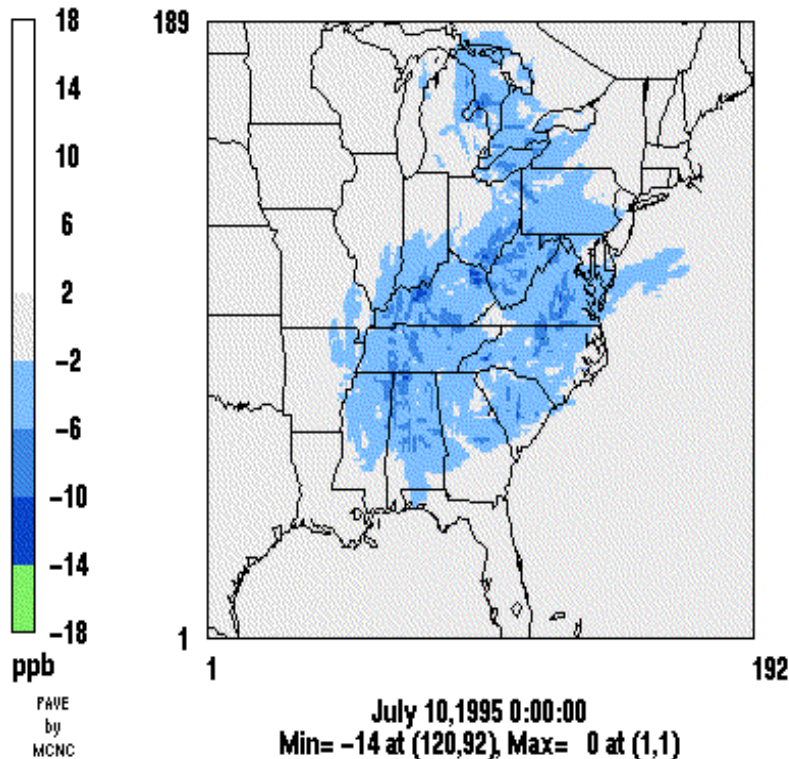 18
14
10
6
2
−2
−6
−10
−14
−18
ppb
PAVE
by
MCNC
189
1
1
192
July 10,1995 0:00:00
Min= −14 at (120,92), Max= 0 at (1,1)